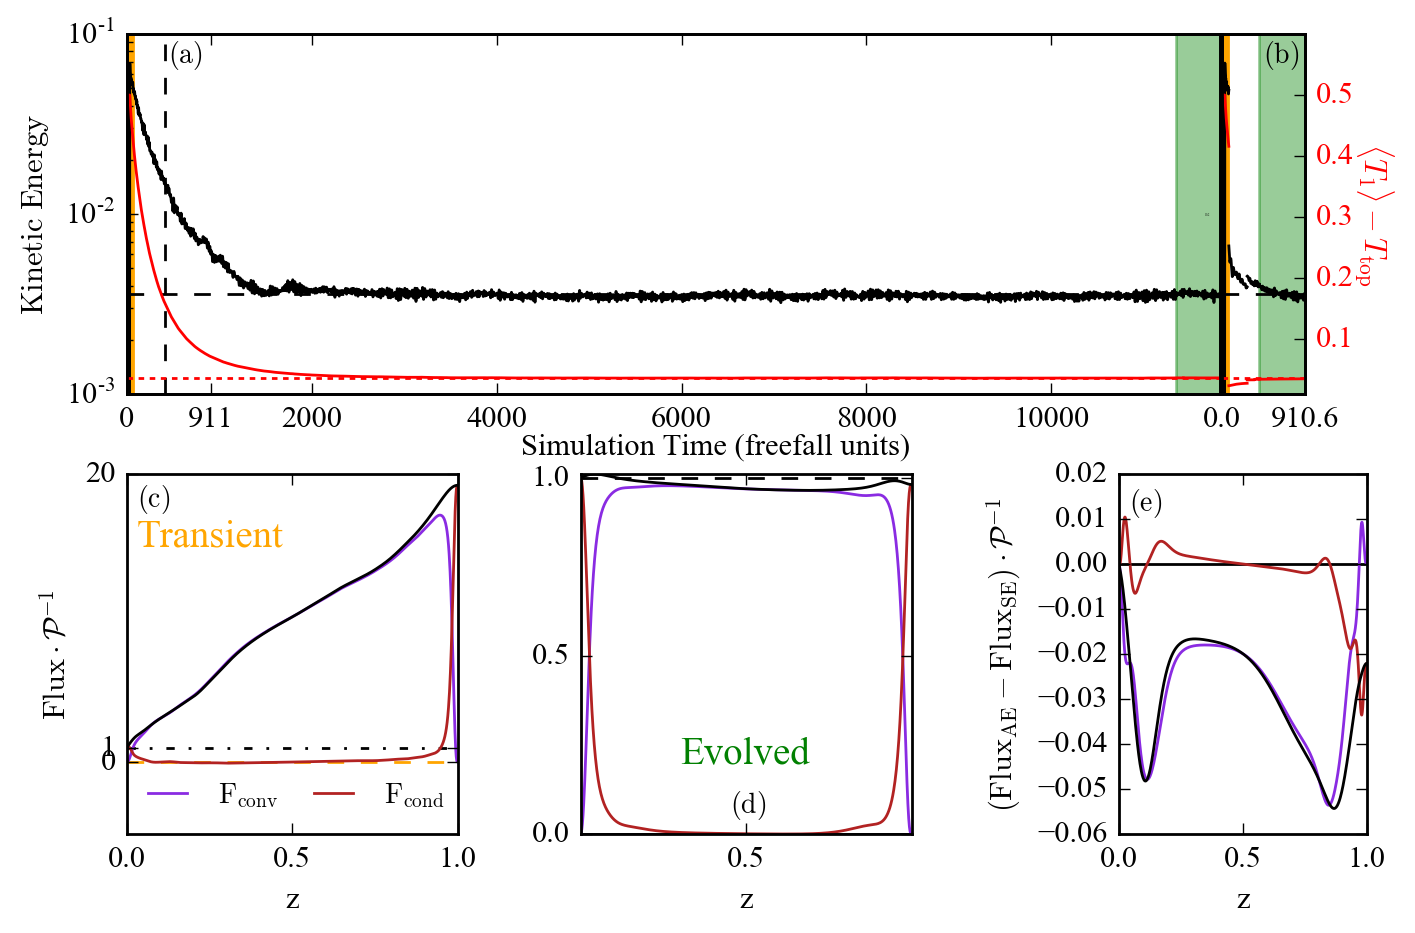 (a)
(b)
Kinetic Energy
10⁻¹
10⁻²
10⁻³
0.5
0.4
0.3
0.2
0.1
⟨T₁⟩ − T_top
0 911 2000 4000 6000 8000 10000 0.0 910.6
Simulation Time (freefall units)
(c)
Transient
Flux · 𝒫⁻¹
20
1
0
F_conv F_cond
0.0 0.5 1.0
z
1.0
0.5
0.0
Evolved
(d)
0.5
z
(e)
(Flux_AE − Flux_SE) · 𝒫⁻¹
0.02
0.01
0.00
−0.01
−0.02
−0.03
−0.04
−0.05
−0.06
0.0 0.5 1.0
z